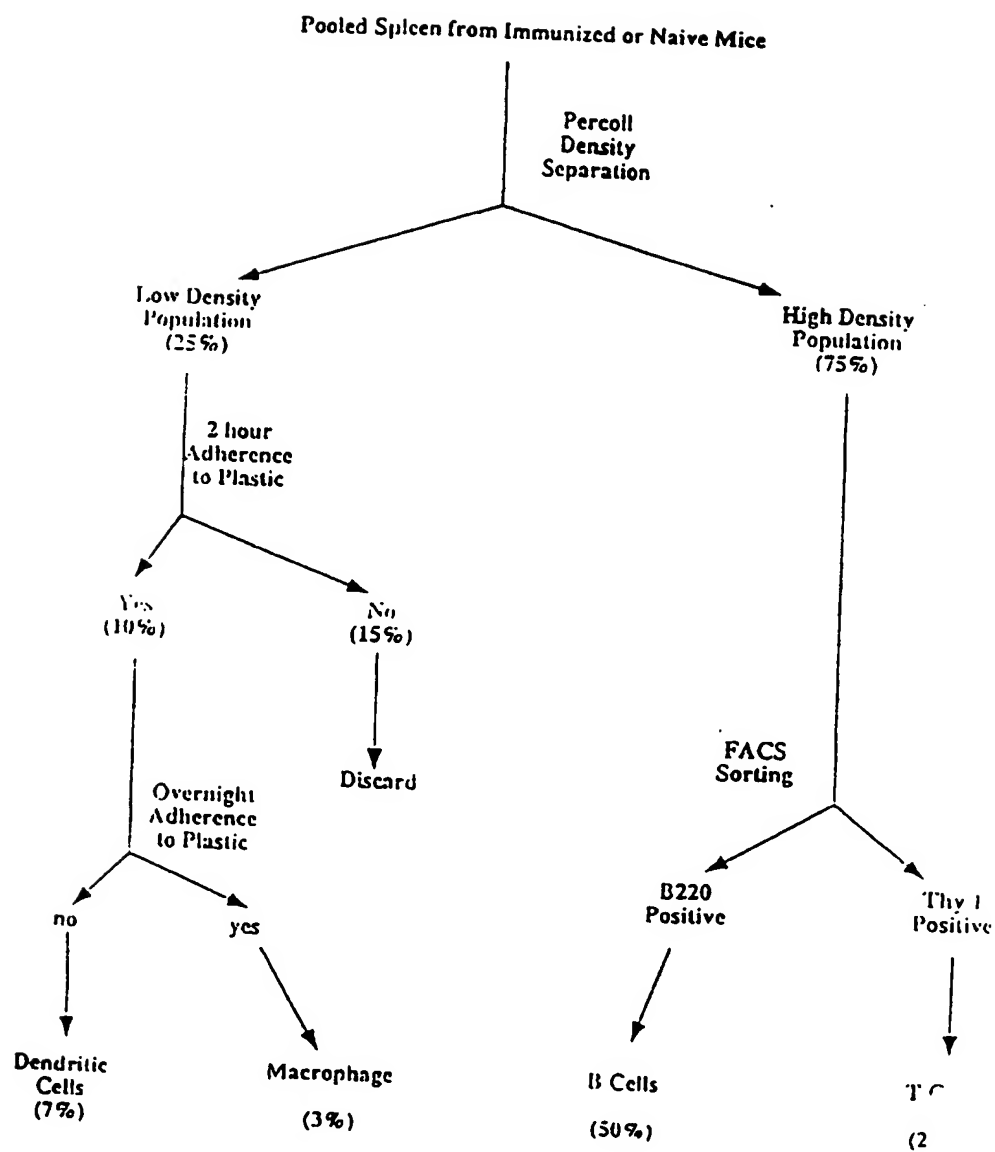 Pooled Spleen from Immunized or Naive Mice
Percoll
Density
Separation
Low Density
Population
(25%)
High Density
Population
(75%)
2 hour
Adherence
to Plastic
Yes
(10%)
No
(15%)
Discard
FACS
Sorting
Overnight
Adherence
to Plastic
no
yes
B220
Positive
Thy 1
Positive
Dendritic
Cells
(7%)
Macrophage
(3%)
B Cells
(50%)
T
(2